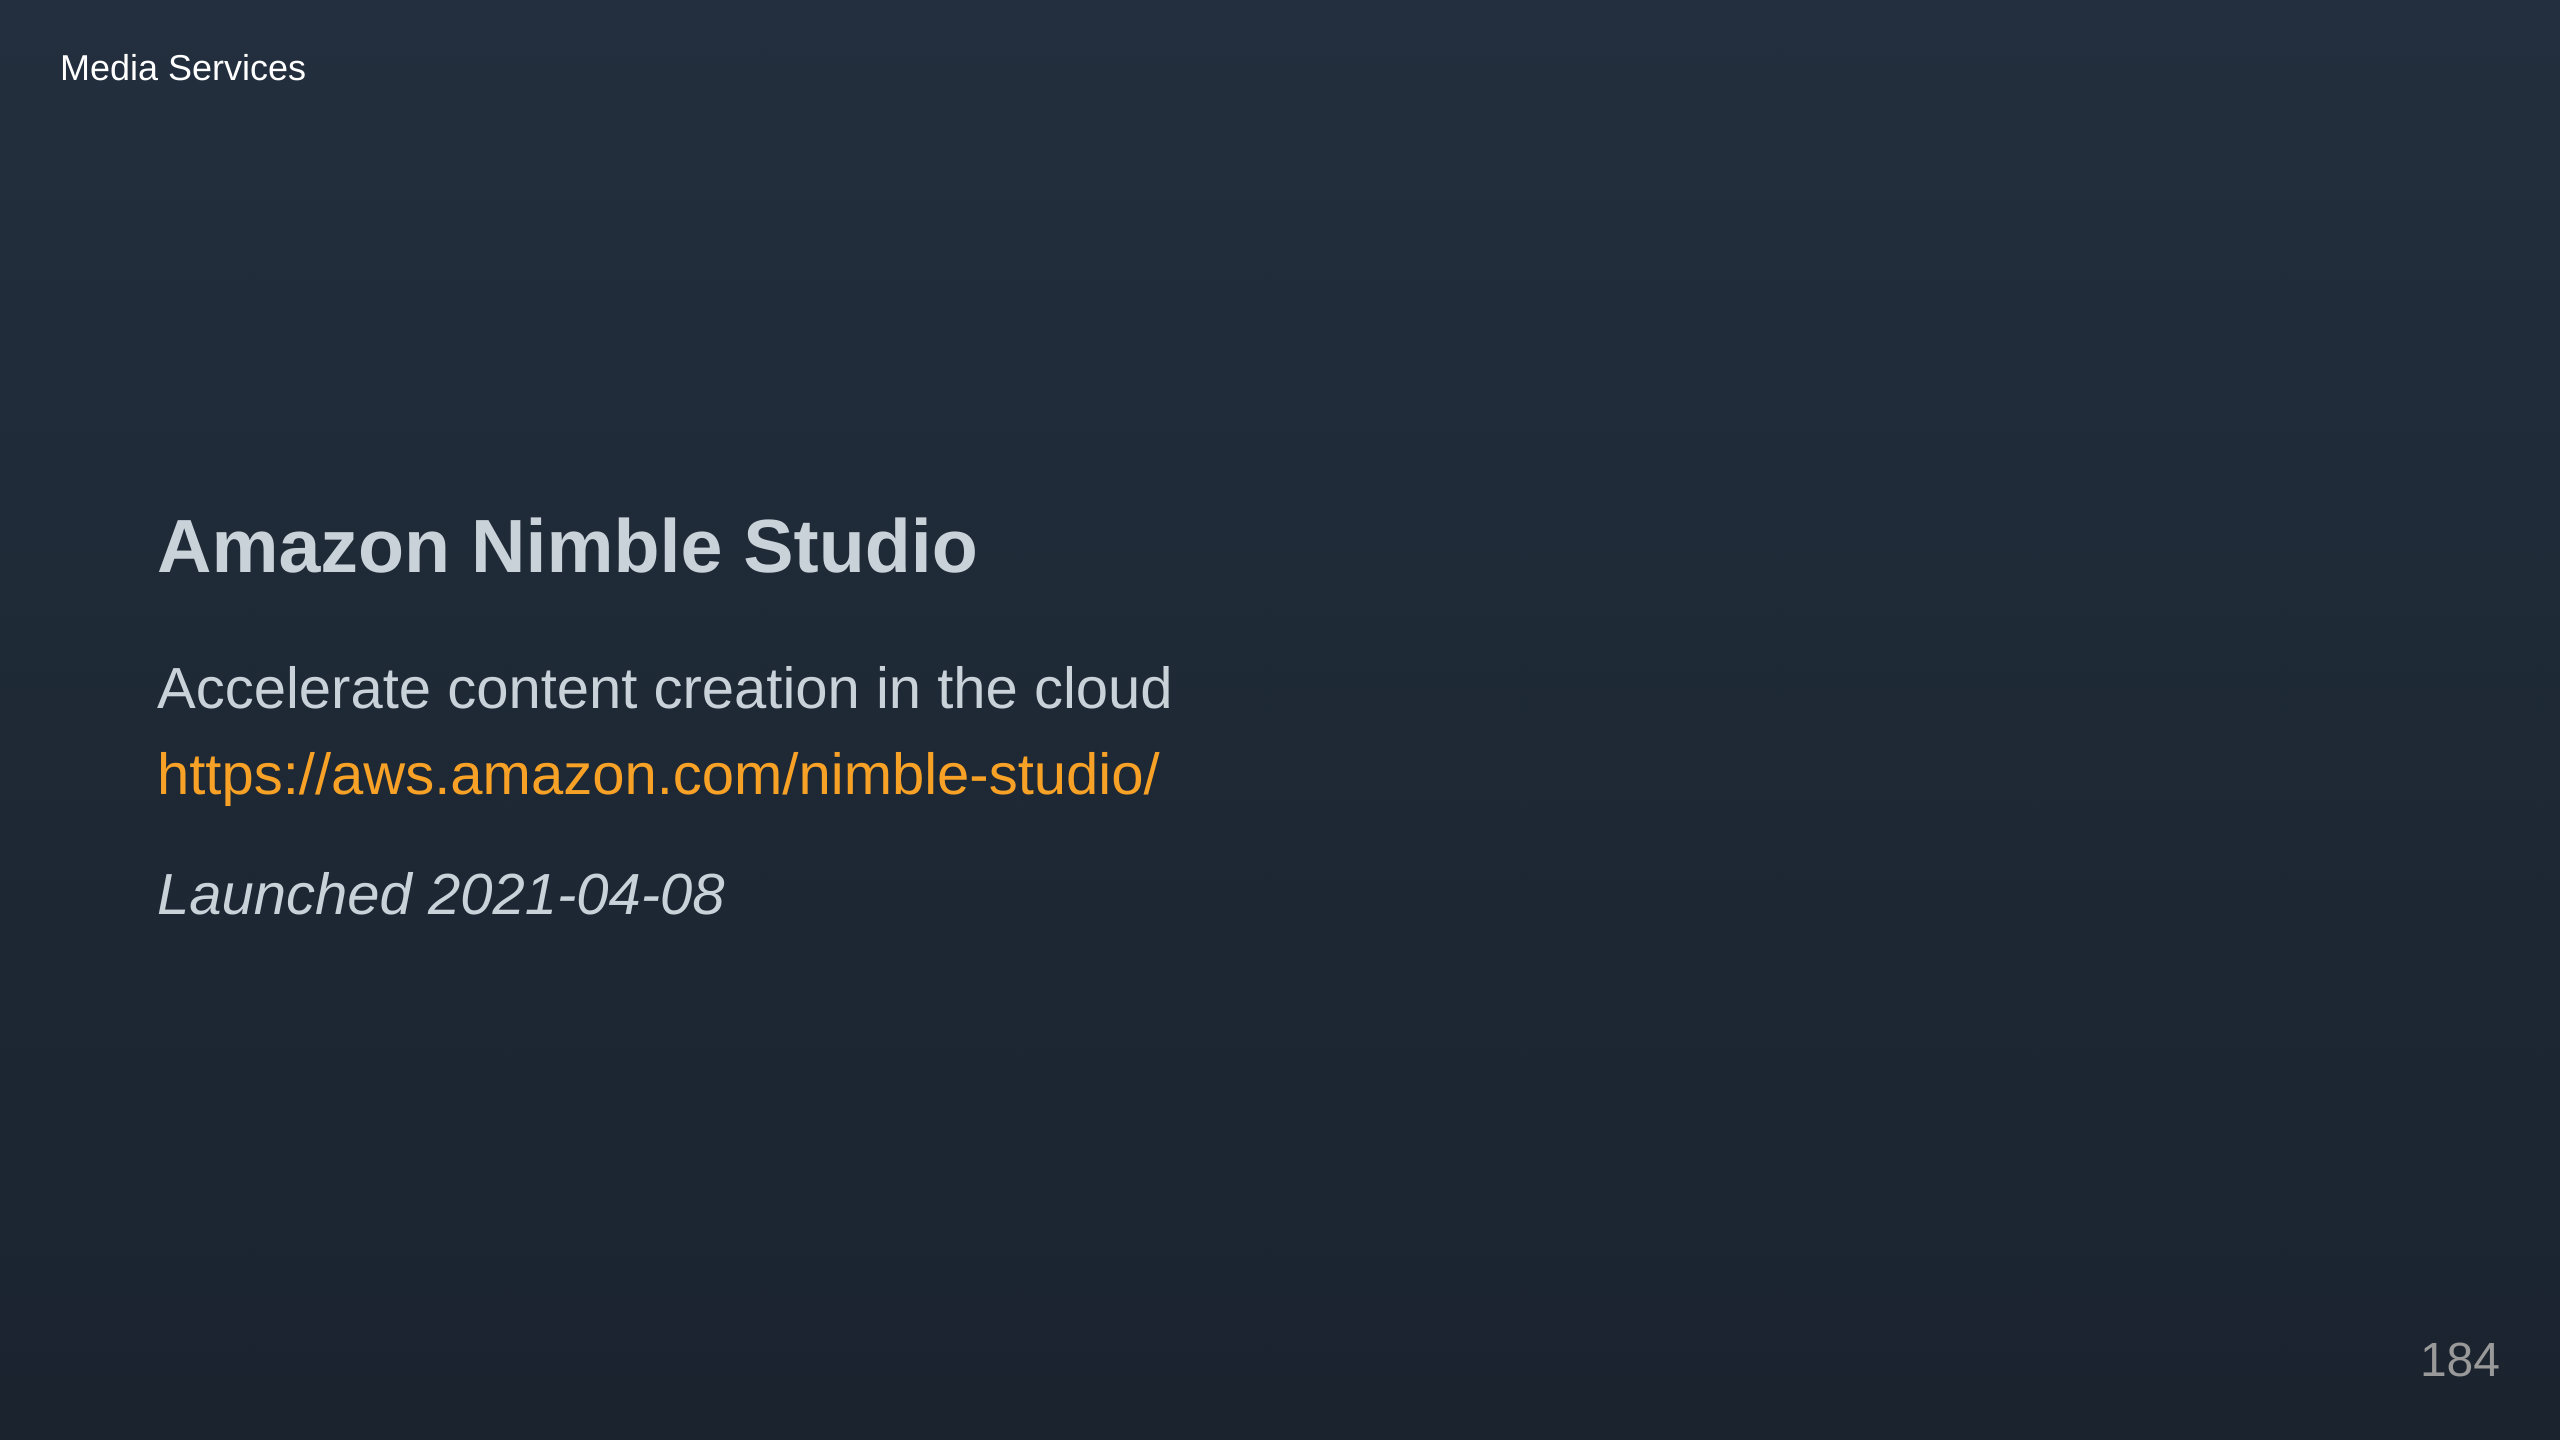 Media Services
Amazon Nimble Studio
Accelerate content creation in the cloud
https://aws.amazon.com/nimble-studio/
Launched 2021-04-08
184